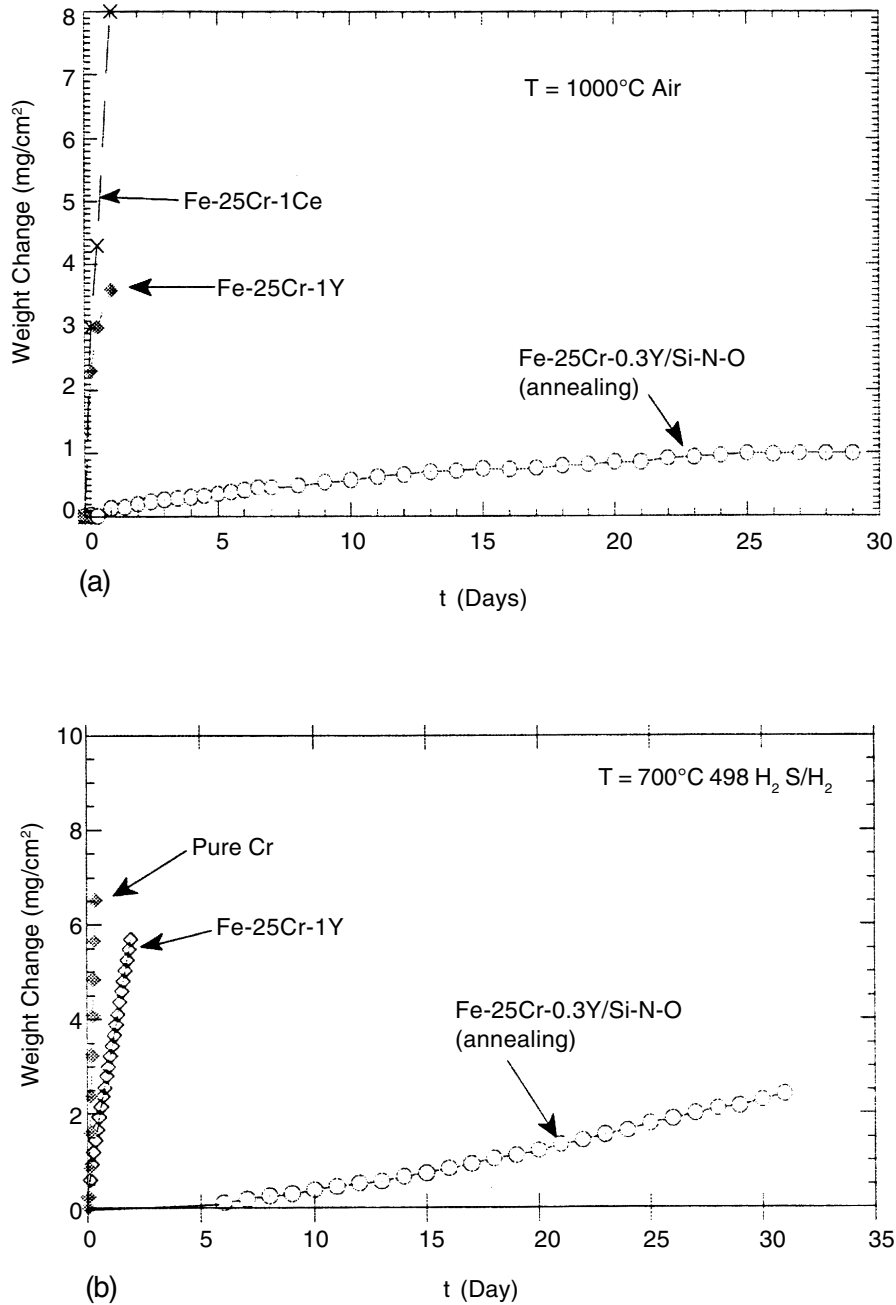 8
7
6
5
4
3
2
1
0
Weight Change (mg/cm²)
T = 1000°C Air
Fe-25Cr-1Ce
Fe-25Cr-1Y
Fe-25Cr-0.3Y/Si-N-O
(annealing)
0 5 10 15 20 25 30
(a)
t (Days)
10
8
6
4
2
0
Weight Change (mg/cm²)
T = 700°C 498 H₂ S/H₂
Pure Cr
Fe-25Cr-1Y
Fe-25Cr-0.3Y/Si-N-O
(annealing)
0 5 10 15 20 25 30 35
(b)
t (Day)